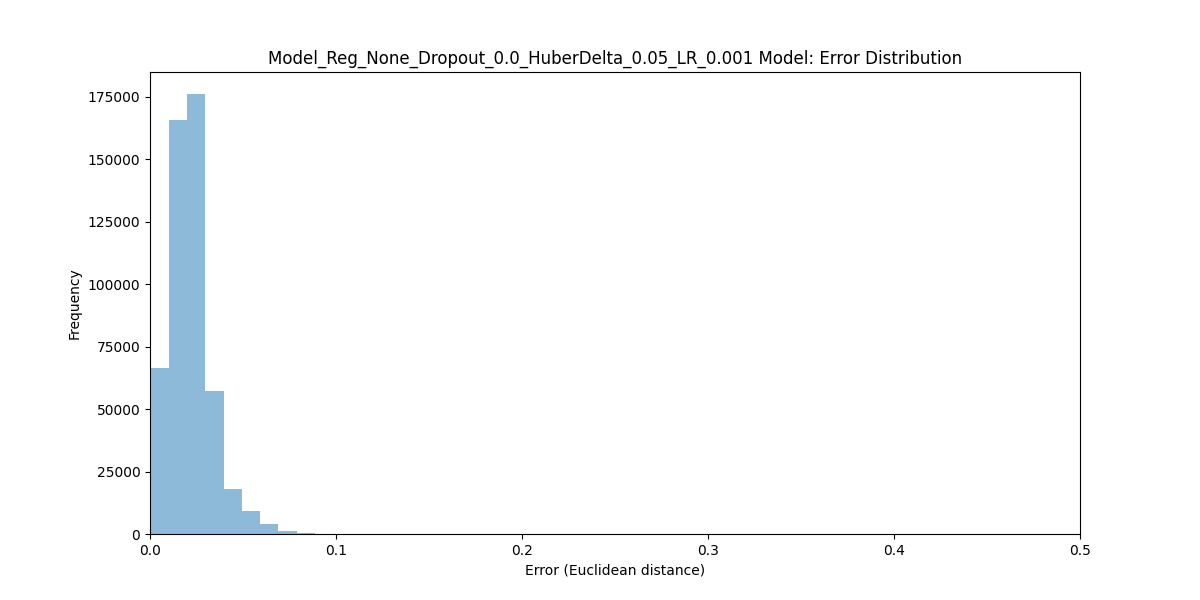 Model_Reg_None_Dropout_0.0_HuberDelta_0.05_LR_0.001 Model: Error Distribution
175000
150000
125000
100000
75000
50000
25000
0
Frequency
0.0 0.1 0.2 0.3 0.4 0.5
Error (Euclidean distance)